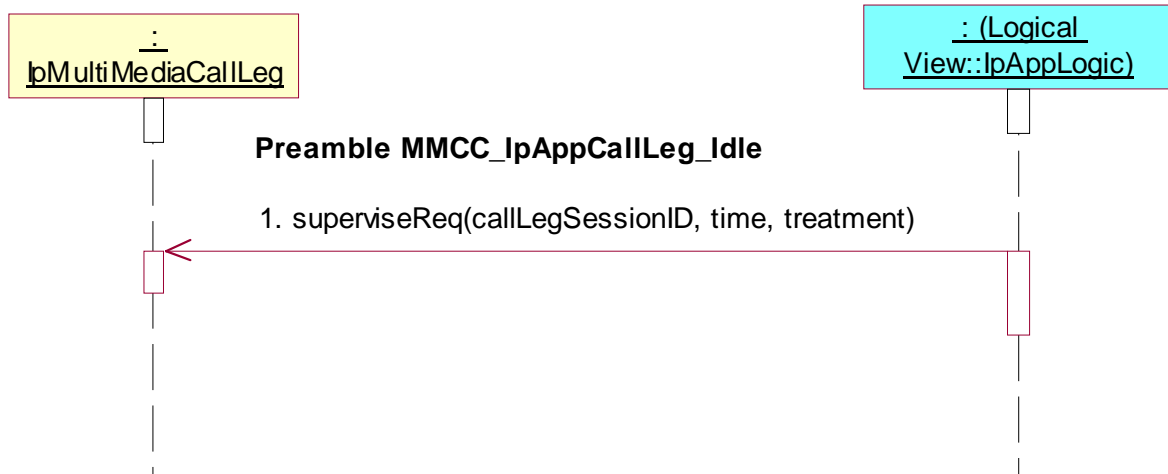 :
IpMultiMediaCallLeg
: (Logical
View::IpAppLogic)
Preamble MMCC_IpAppCallLeg_Idle
1. superviseReq(callLegSessionID, time, treatment)